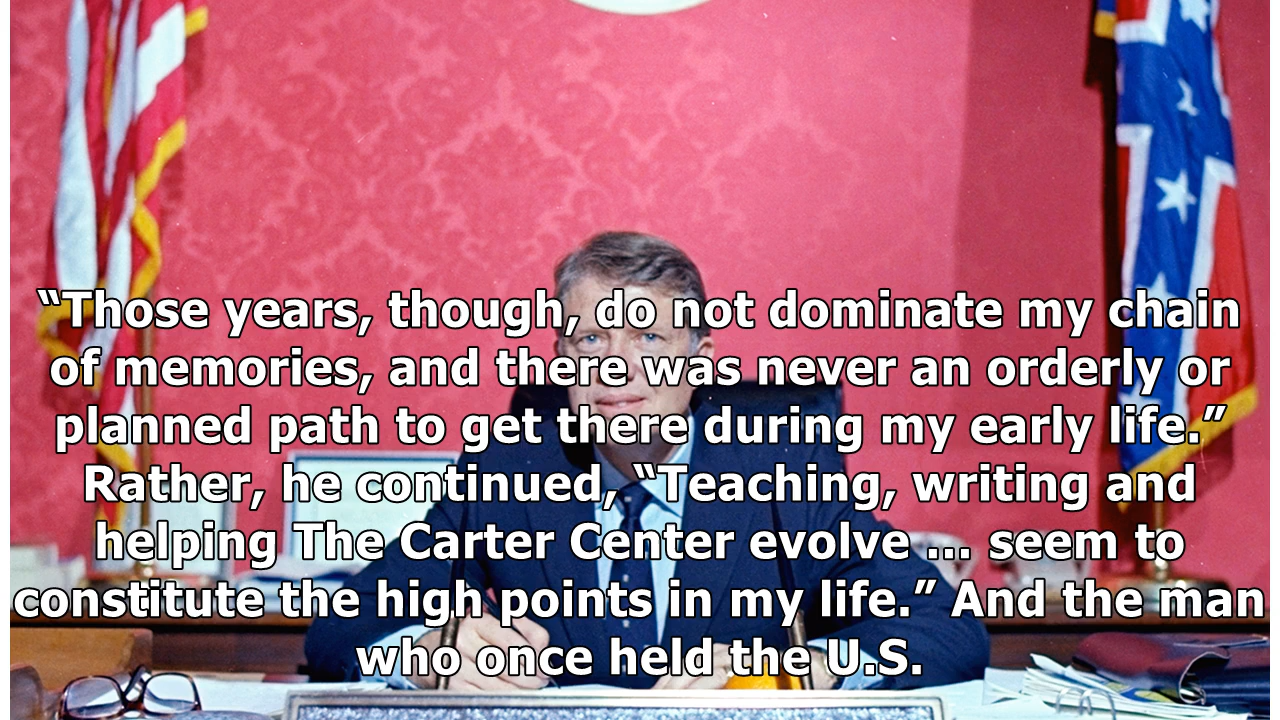 “Those years, though, do not dominate my chain
of memories, and there was never an orderly or
planned path to get there during my early life.”
Rather, he continued, “Teaching, writing and
helping The Carter Center evolve ... seem to
constitute the high points in my life.” And the man
who once held the U.S.